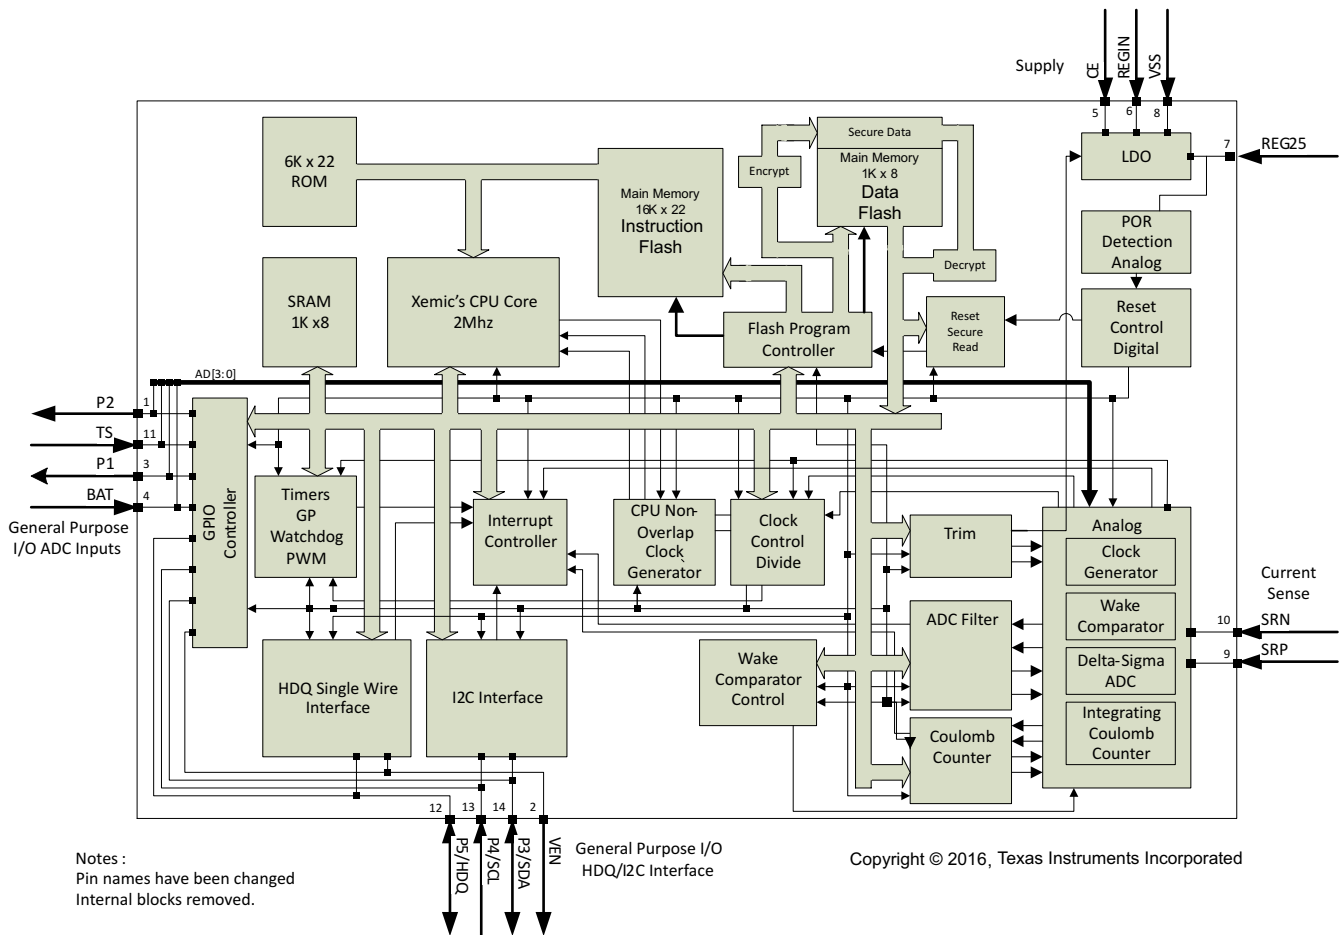 Supply
CE
REGIN
VSS
5
6
8
7
REG25
LDO
6K x 22
ROM
Main Memory
16K x 22
Instruction
Flash
Encrypt
Secure Data
Main Memory
1K x 8
Data
Flash
Decrypt
POR
Detection
Analog
SRAM
1K x8
Xemic's CPU Core
2Mhz
Flash Program
Controller
Reset
Secure
Read
Reset
Control
Digital
AD[3:0]
P2
1
TS
11
P1
3
BAT
4
General Purpose
I/O ADC Inputs
GPIO
Controller
Timers
GP
Watchdog
PWM
Interrupt
Controller
CPU Non-
Overlap
Clock
Generator
Clock
Control
Divide
Trim
Analog
Clock
Generator
Wake
Comparator
Delta-Sigma
ADC
Integrating
Coulomb
Counter
Current
Sense
10
SRN
9
SRP
ADC Filter
HDQ Single Wire
Interface
I2C Interface
Wake
Comparator
Control
Coulomb
Counter
12
13
14
2
P5/HDQ
P4/SCL
P3/SDA
VEN
General Purpose I/O
HDQ/I2C Interface
Notes :
Pin names have been changed
Internal blocks removed.
Copyright © 2016, Texas Instruments Incorporated